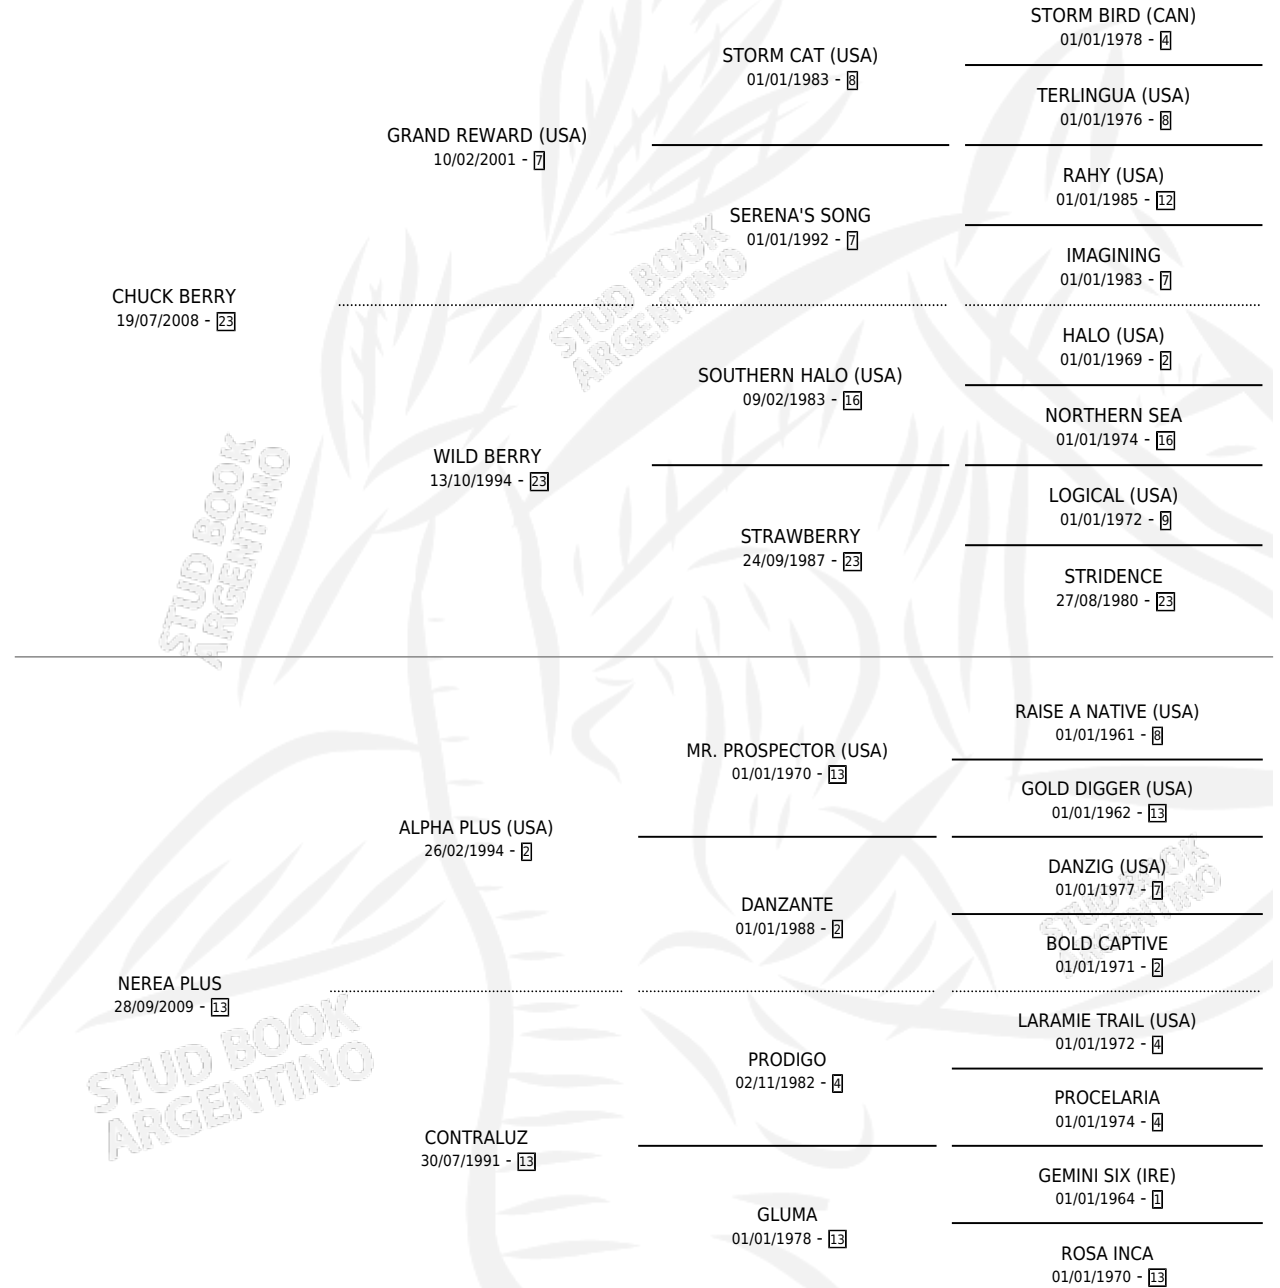 STORM BIRD (CAN)
01/01/1978 - 4
STORM CAT (USA)
01/01/1983 - 8
TERLINGUA (USA)
01/01/1976 - 8
GRAND REWARD (USA)
10/02/2001 - 7
RAHY (USA)
01/01/1985 - 12
SERENA'S SONG
01/01/1992 - 7
IMAGINING
01/01/1983 - 7
CHUCK BERRY
19/07/2008 - 23
HALO (USA)
01/01/1969 - 2
SOUTHERN HALO (USA)
09/02/1983 - 16
NORTHERN SEA
01/01/1974 - 16
WILD BERRY
13/10/1994 - 23
LOGICAL (USA)
01/01/1972 - 9
STRAWBERRY
24/09/1987 - 23
STRIDENCE
27/08/1980 - 23
RAISE A NATIVE (USA)
01/01/1961 - 8
MR. PROSPECTOR (USA)
01/01/1970 - 13
GOLD DIGGER (USA)
01/01/1962 - 13
ALPHA PLUS (USA)
26/02/1994 - 2
DANZIG (USA)
01/01/1977 - 7
DANZANTE
01/01/1988 - 2
BOLD CAPTIVE
01/01/1971 - 2
NEREA PLUS
28/09/2009 - 13
LARAMIE TRAIL (USA)
01/01/1972 - 4
PRODIGO
02/11/1982 - 4
PROCELARIA
01/01/1974 - 4
CONTRALUZ
30/07/1991 - 13
GEMINI SIX (IRE)
01/01/1964 - 1
GLUMA
01/01/1978 - 13
ROSA INCA
01/01/1970 - 13
STUD BOOK
ARGENTINO
STUD BOOK
ARGENTINO
STUD BOOK
ARGENTINO
STUD BOOK
ARGENTINO